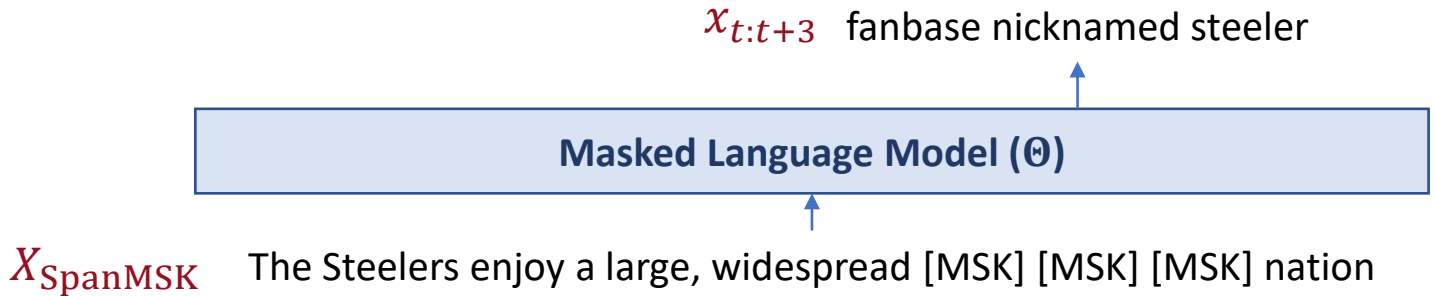 x_{t:t+3} fanbase nicknamed steeler
Masked Language Model (Θ)
X_{SpanMSK} The Steelers enjoy a large, widespread [MSK] [MSK] [MSK] nation